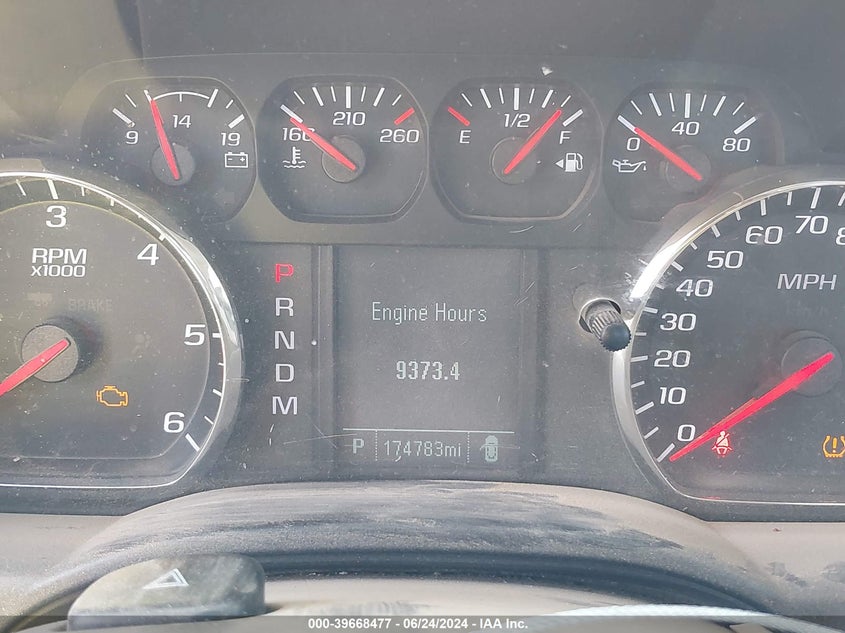 9 14 19
160 210 260
E 1/2 F
0 40 80
3
4
5
6
RPM
x1000
BRAKE
P
R
N
D
M
Engine Hours
9373.4
P 174783mi
0
10
20
30
40
50
60
70
MPH
000-39668477 - 06/24/2024 - IAA Inc.